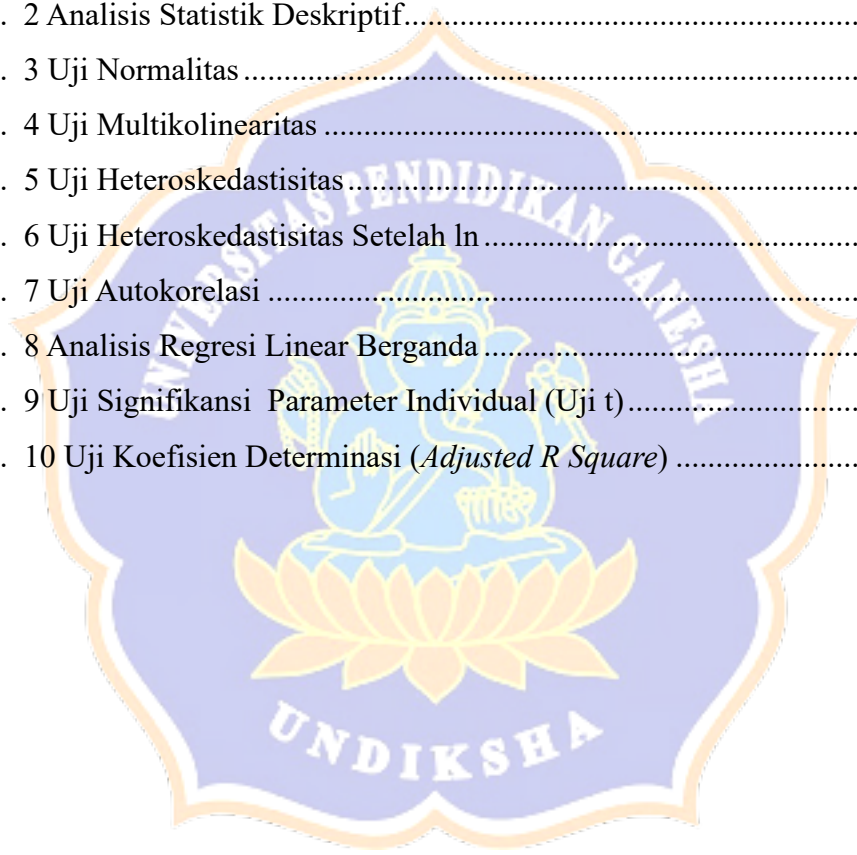 . 2 Analisis Statistik Deskriptif................................................................
. 3 Uji Normalitas................................................................
. 4 Uji Multikolinearitas................................................................
. 5 Uji Heteroskedastisitas................................................................
. 6 Uji Heteroskedastisitas Setelah ln................................................................
. 7 Uji Autokorelasi................................................................
. 8 Analisis Regresi Linear Berganda................................................................
. 9 Uji Signifikansi Parameter Individual (Uji t)................................................
. 10 Uji Koefisien Determinasi (Adjusted R Square)................................
UNIVERSITAS PENDIDIKAN GANESHA
UNDIKSHA